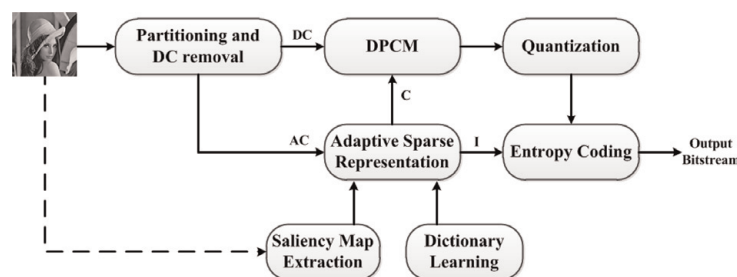 Partitioning and
DC removal
DC
DPCM
Quantization
C
AC
Adaptive Sparse
Representation
I
Entropy Coding
Output
Bitstream
Saliency Map
Extraction
Dictionary
Learning